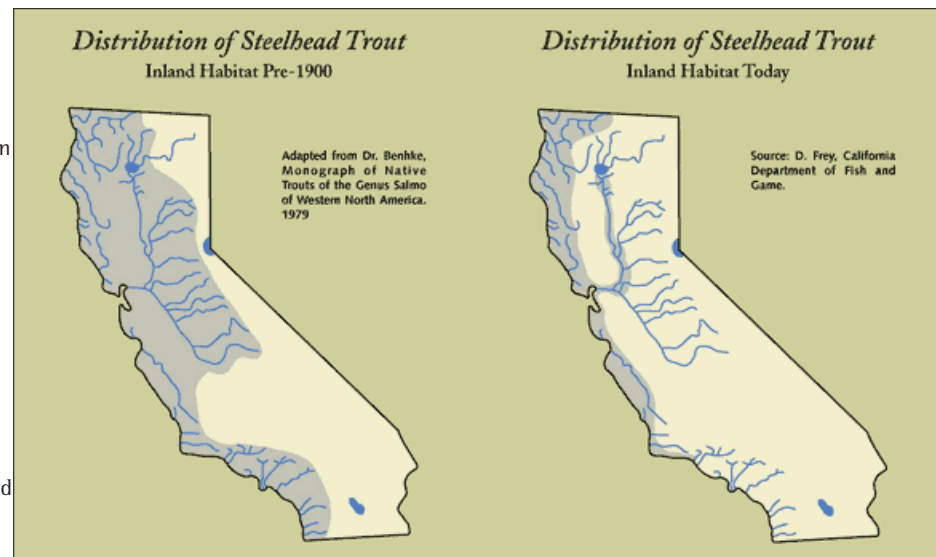 Distribution of Steelhead Trout
Inland Habitat Pre-1900
Adapted from Dr. Benhke,
Monograph of Native
Trouts of the Genus Salmo
of Western North America.
1979
Distribution of Steelhead Trout
Inland Habitat Today
Source: D. Frey, California
Department of Fish and
Game.
n
d